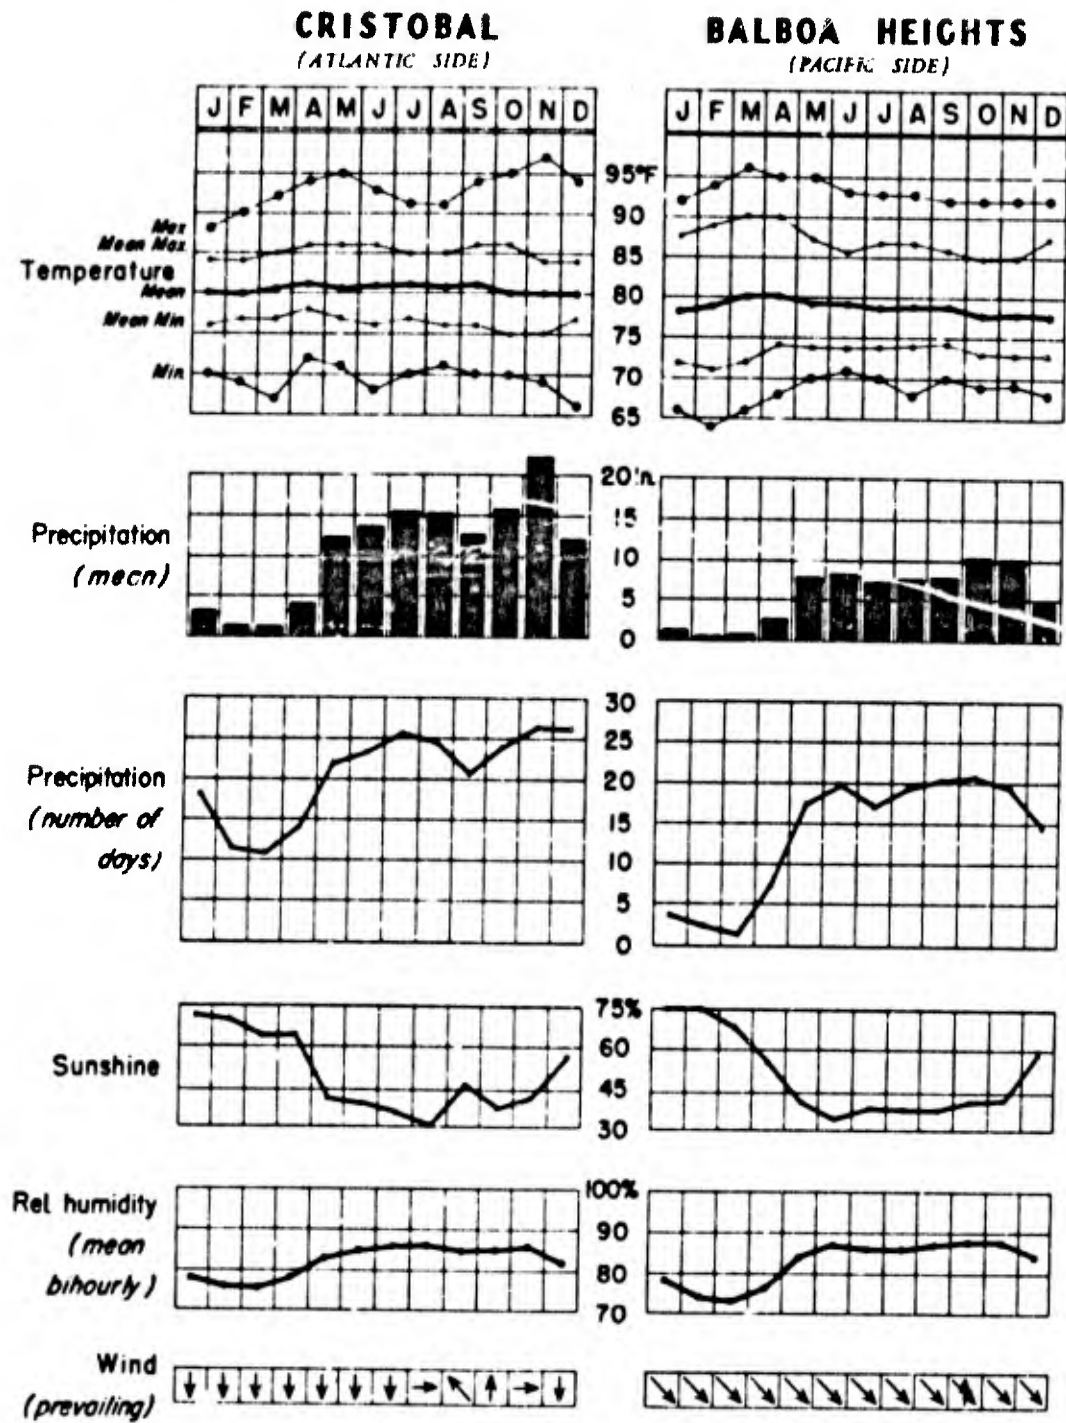 CRISTOBAL
(ATLANTIC SIDE)
BALBOA HEIGHTS
(PACIFIC SIDE)
J F M A M J J A S O N D
J F M A M J J A S O N D
95°F
90
85
80
75
70
65
Max
Mean Max
Temperature
Mean
Mean Min
Min
20 in.
15
10
5
0
Precipitation
(mean)
30
25
20
15
10
5
0
Precipitation
(number of
days)
75%
60
45
30
Sunshine
100%
90
80
70
Rel. humidity
(mean
bihourly)
Wind
(prevailing)